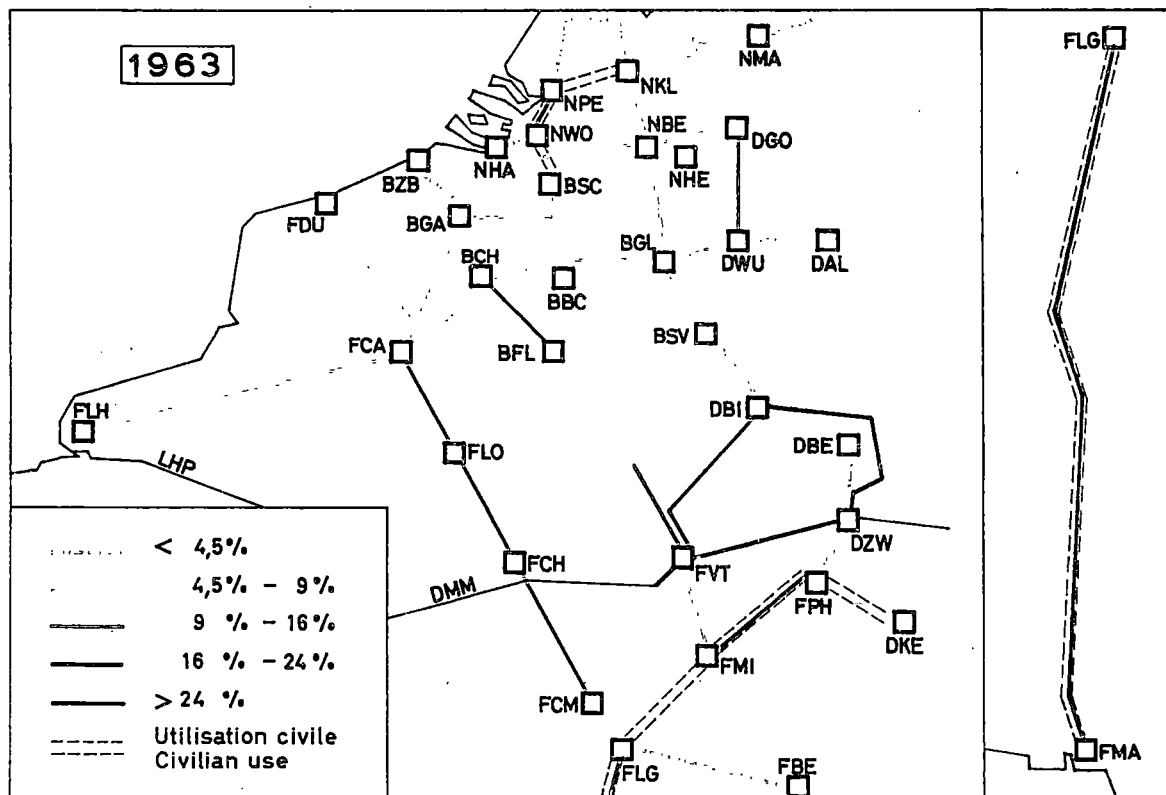 1963
NMA
FLG
NKL
NPE
NWO
NBE
DGO
NHA
NHE
BZB
BSC
FDU
BGA
BGL
DWU
DAL
BCH
BBC
BSV
FCA
BFL
FLH
DBI
DBE
FLO
LHP
DZW
FCH
FVT
DMM
FPH
DKE
FMI
FCM
FLG
FBE
FMA
< 4,5%
4,5% - 9%
9 % - 16%
16 % - 24%
> 24 %
Utilisation civile
Civilian use